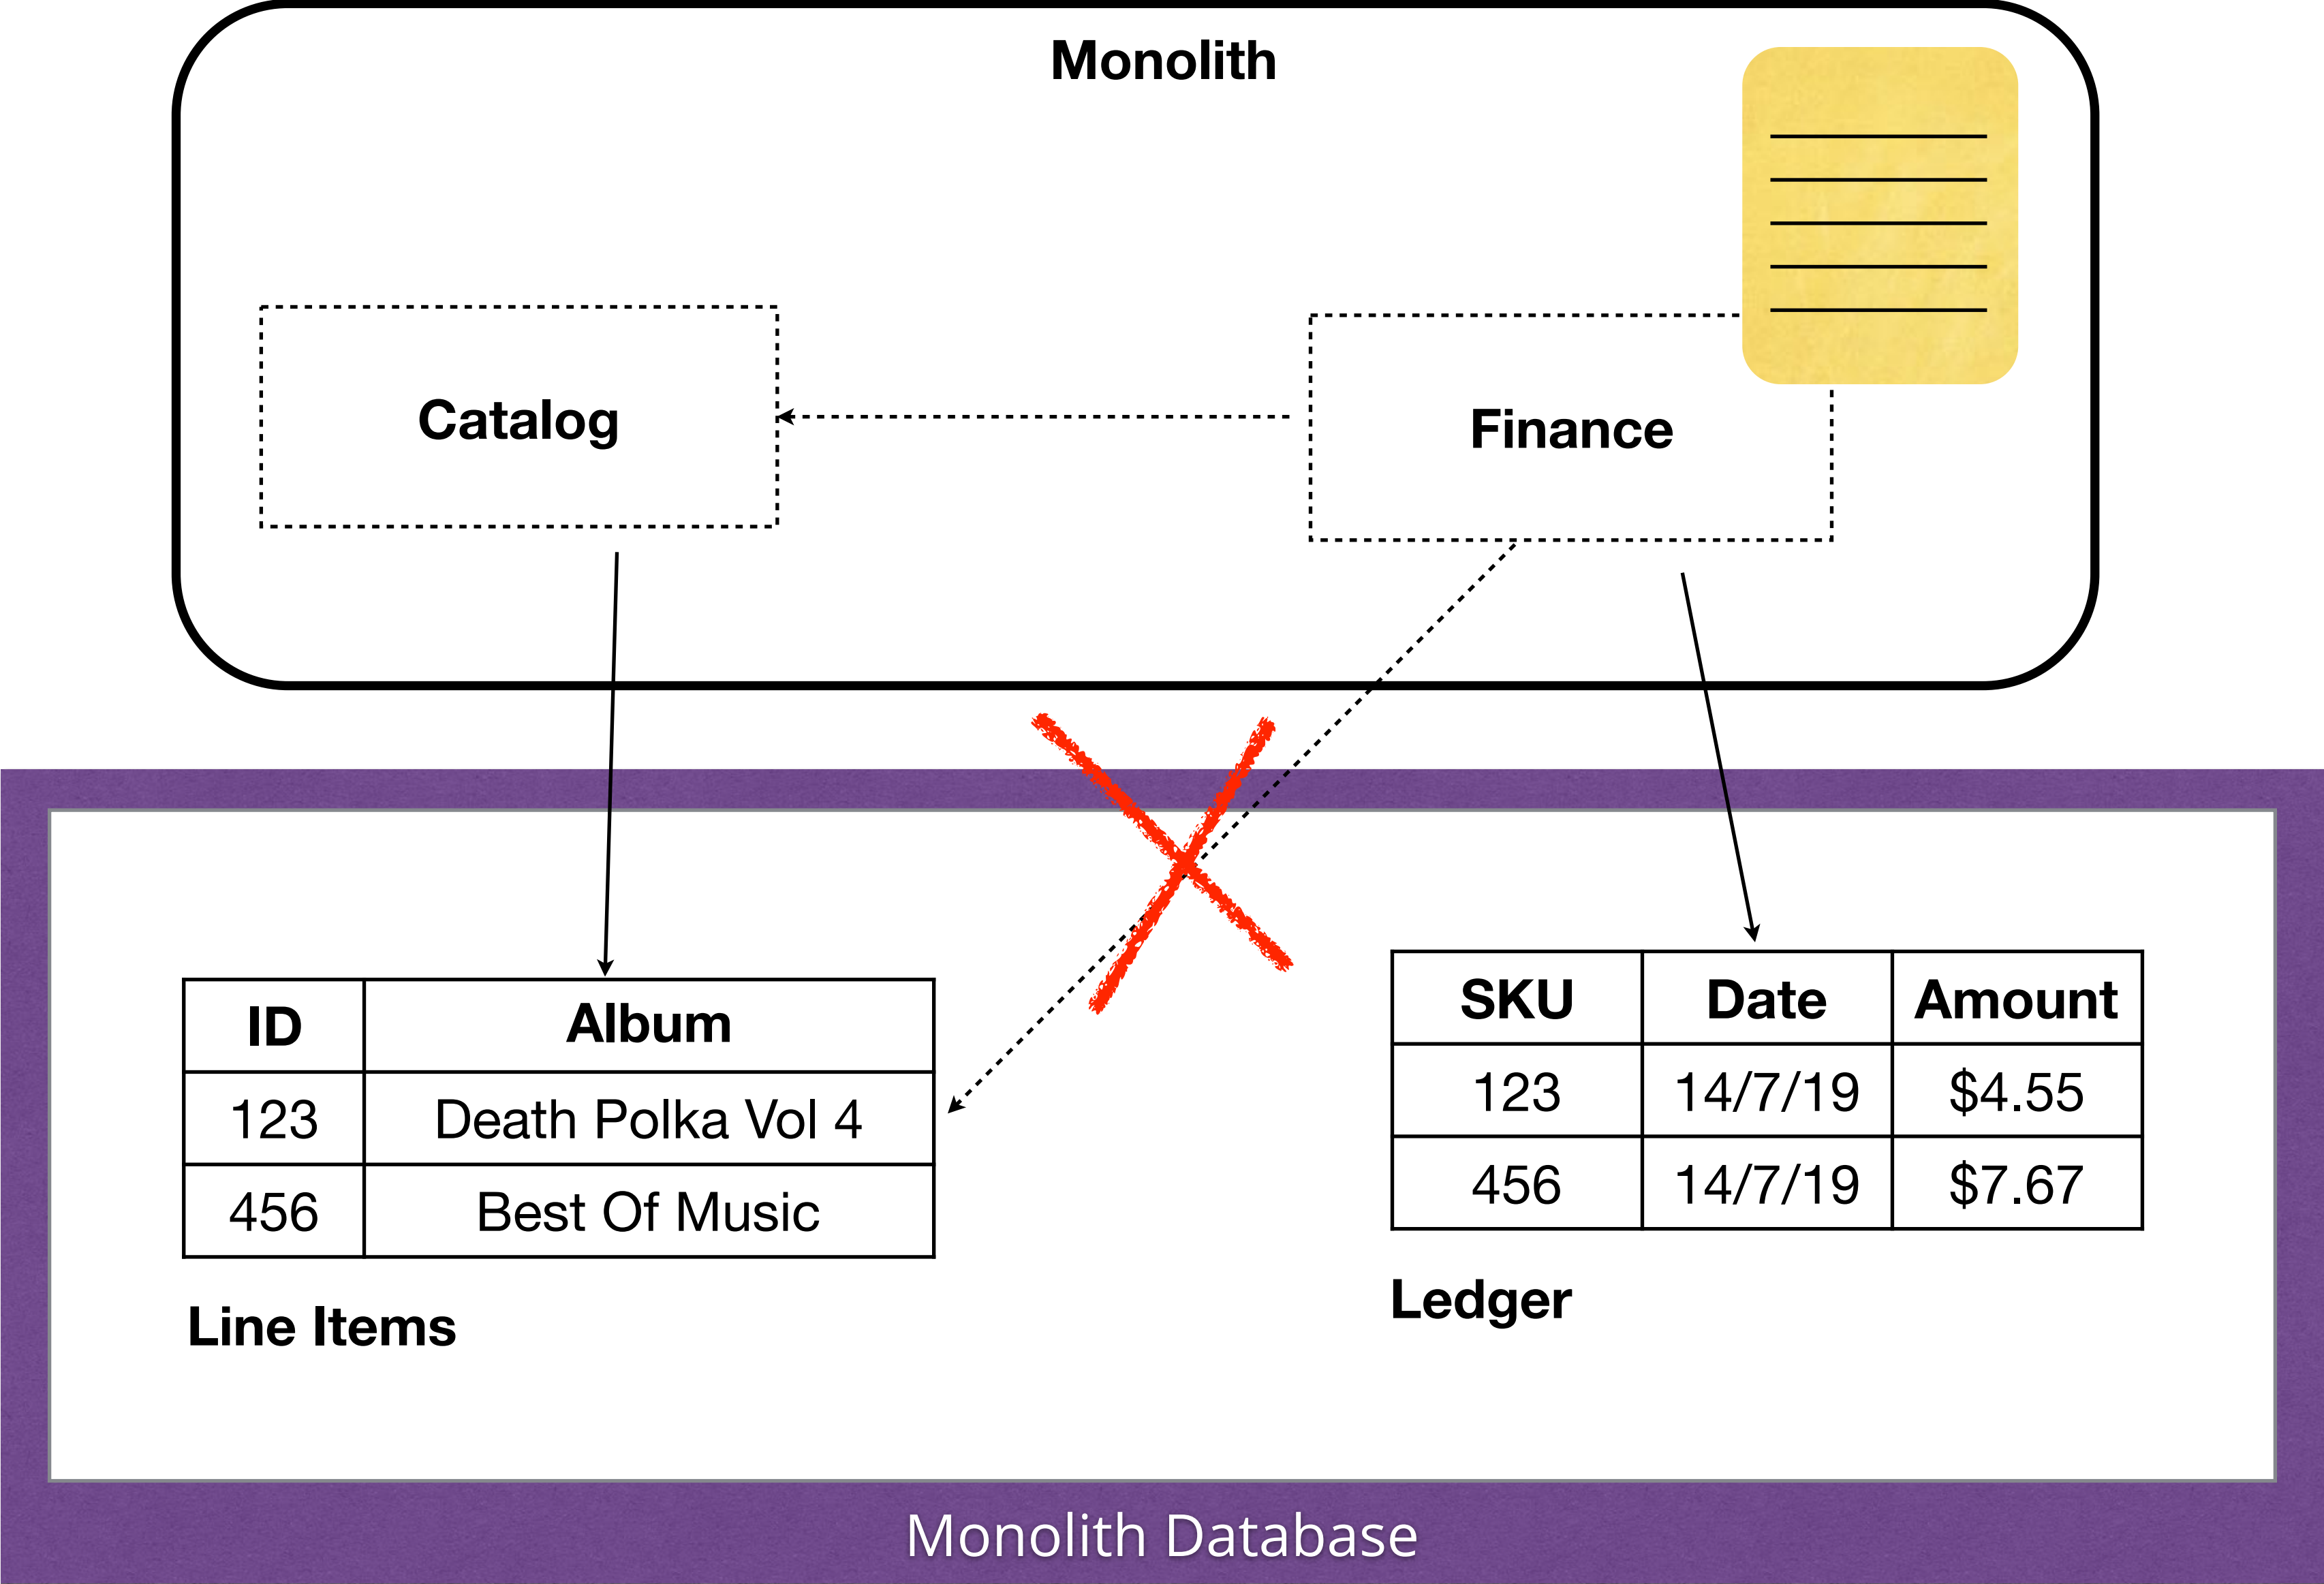 Monolith
Catalog
Finance
ID Album
123 Death Polka Vol 4
456 Best Of Music
Line Items
SKU Date Amount
123 14/7/19 $4.55
456 14/7/19 $7.67
Ledger
Monolith Database